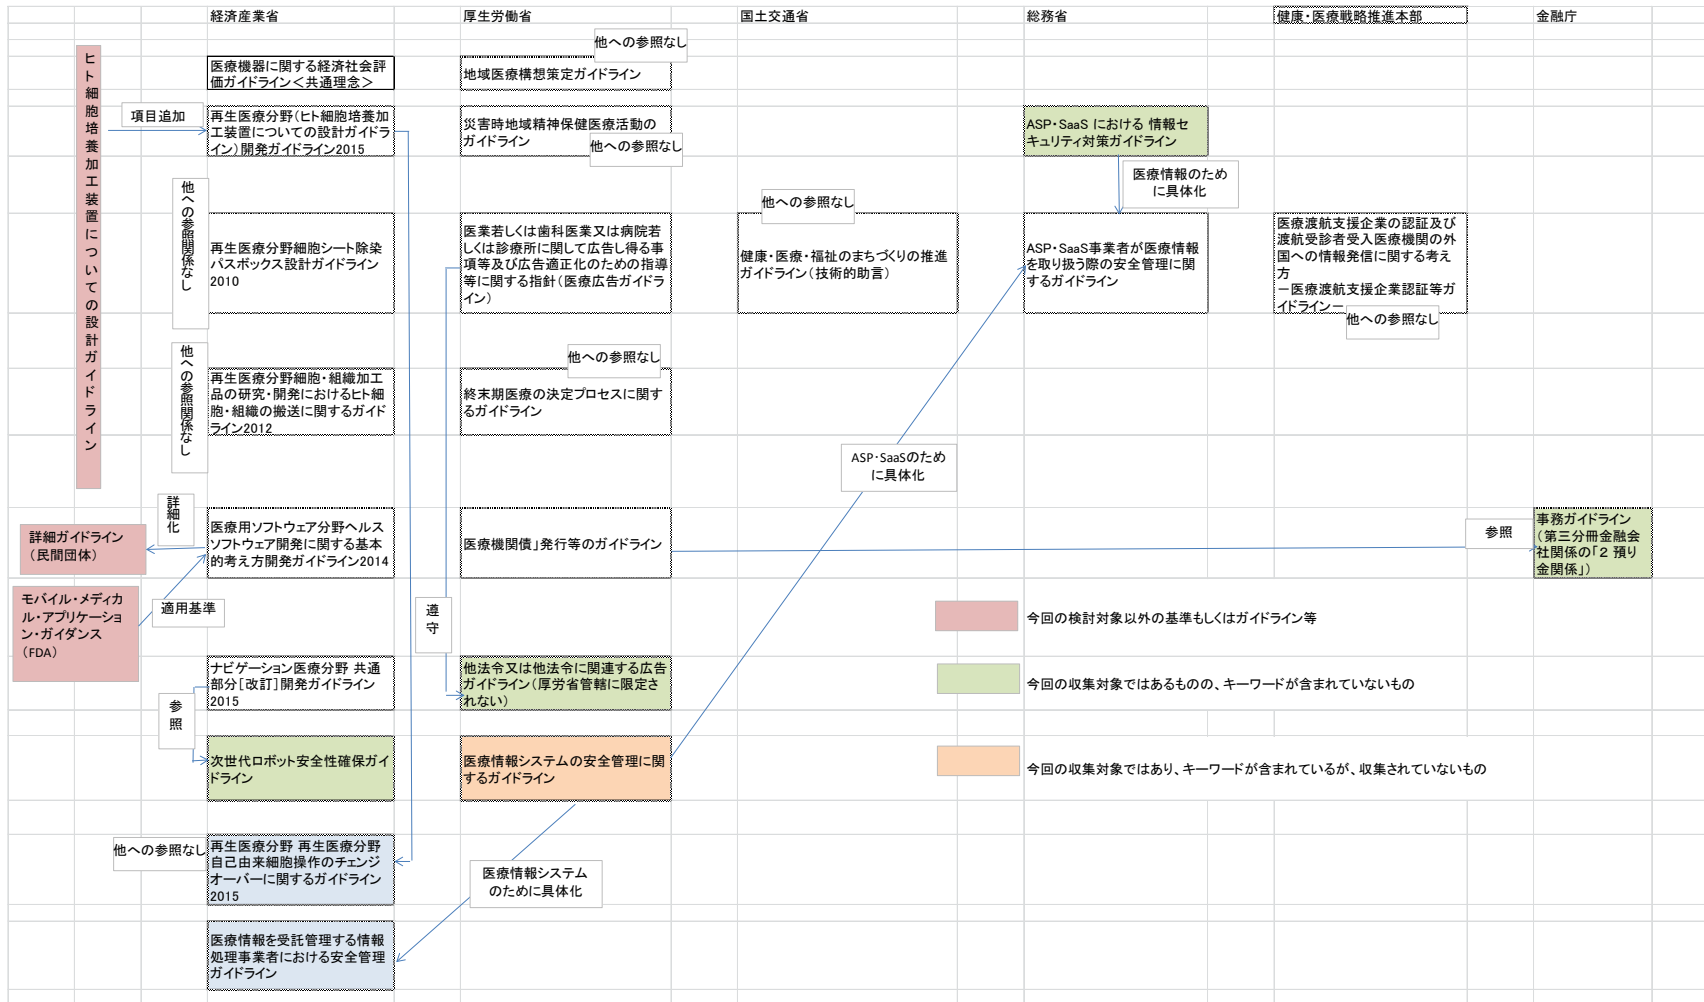 経済産業省
厚生労働省
国土交通省
総務省
健康・医療戦略推進本部
金融庁
ヒト細胞培養加工装置についての設計ガイドライン
他への参照なし
医療機器に関する経済社会評
価ガイドライン＜共通理念＞
地域医療構想策定ガイドライン
項目追加
再生医療分野（ヒト細胞培養加
工装置についての設計ガイドラ
イン）開発ガイドライン2015
災害時地域精神保健医療活動の
ガイドライン
他への参照なし
ASP・SaaS における 情報セ
キュリティ対策ガイドライン
医療情報のため
に具体化
他への参照関係なし
再生医療分野細胞シート除染
パスボックス設計ガイドライン
2010
医業若しくは歯科医業又は病院若
しくは診療所に関して広告し得る事
項等及び広告適正化のための指導
等に関する指針（医療広告ガイドラ
イン）
他への参照なし
健康・医療・福祉のまちづくりの推進
ガイドライン（技術的助言）
ASP・SaaS事業者が医療情報
を取り扱う際の安全管理に関
するガイドライン
医療渡航支援企業の認証及び
渡航受診者受入医療機関の外
国への情報発信に関する考え
方
－医療渡航支援企業認証等ガ
イドライン－
他への参照なし
他への参照関係なし
再生医療分野細胞・組織加工
品の研究・開発におけるヒト細
胞・組織の搬送に関するガイド
ライン2012
他への参照なし
終末期医療の決定プロセスに関す
るガイドライン
ASP・SaaSのため
に具体化
詳細化
詳細ガイドライン
（民間団体）
医療用ソフトウェア分野ヘルス
ソフトウェア開発に関する基本
的考え方開発ガイドライン2014
医療機関債」発行等のガイドライン
参照
事務ガイドライン
（第三分冊金融会
社関係の「２ 預り
金関係」）
モバイル・メディカ
ル・アプリケーショ
ン・ガイダンス
（FDA）
適用基準
遵
守
今回の検討対象以外の基準もしくはガイドライン等
ナビゲーション医療分野 共通
部分［改訂］開発ガイドライン
2015
参
照
他法令又は他法令に関連する広告
ガイドライン（厚労省管轄に限定さ
れない）
今回の収集対象ではあるものの、キーワードが含まれていないもの
次世代ロボット安全性確保ガイ
ドライン
医療情報システムの安全管理に関
するガイドライン
今回の収集対象ではあり、キーワードが含まれているが、収集されていないもの
他への参照なし
再生医療分野 再生医療分野
自己由来細胞操作のチェンジ
オーバーに関するガイドライン
2015
医療情報システム
のために具体化
医療情報を受託管理する情報
処理事業者における安全管理
ガイドライン